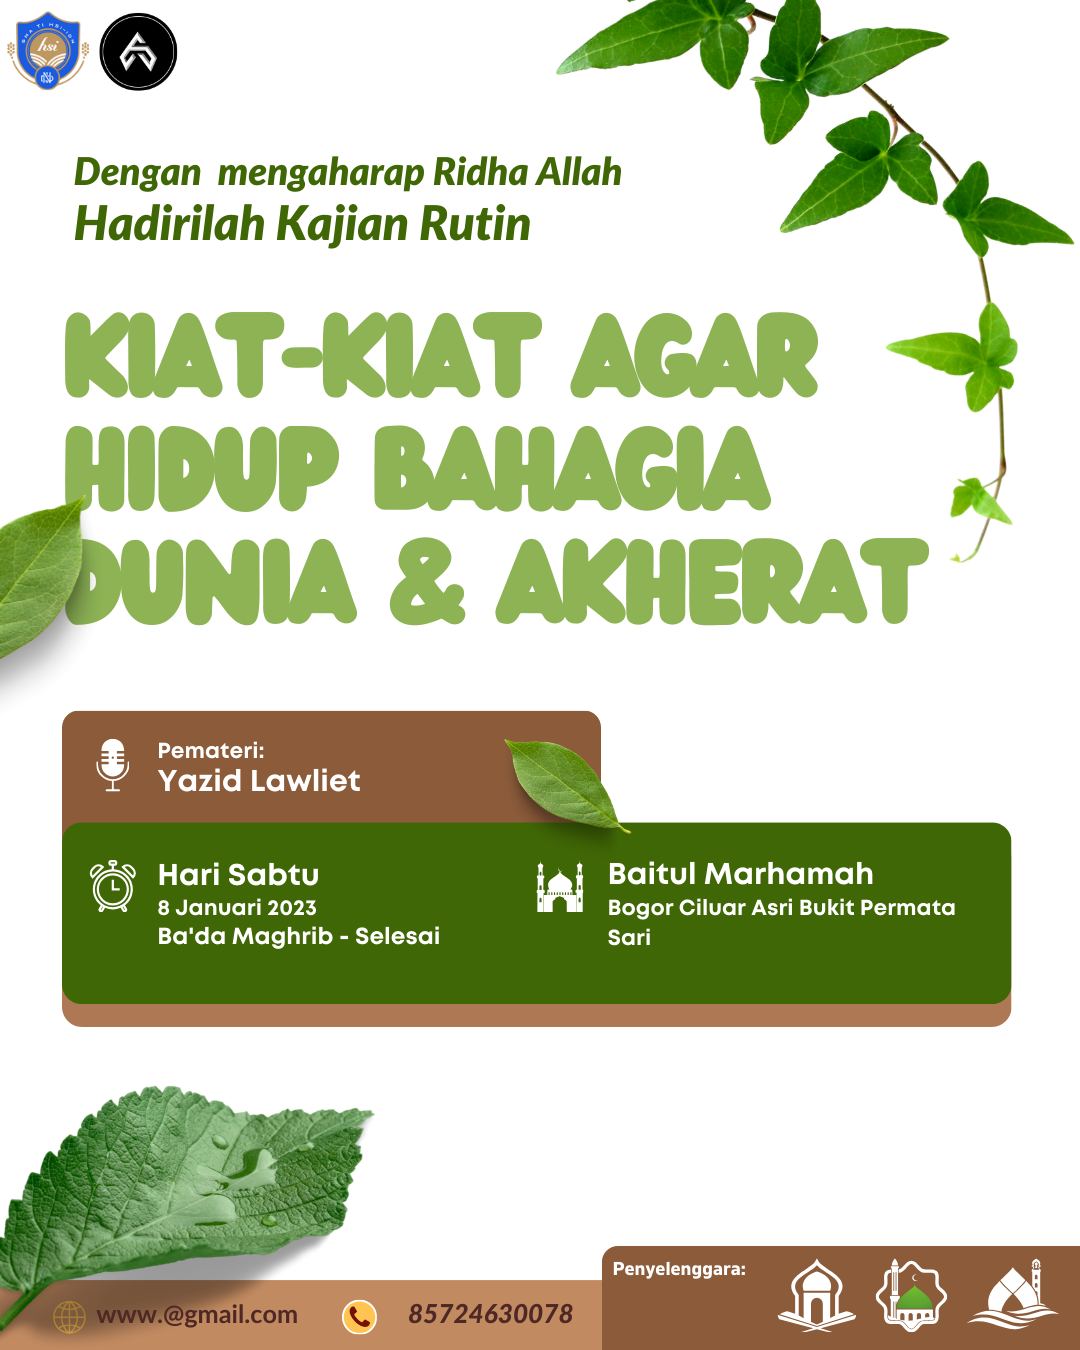 hsi
Dengan mengaharap Ridha Allah
Hadirilah Kajian Rutin
KIAT-KIAT AGAR
HIDUP BAHAGIA
DUNIA & AKHERAT
Pemateri:
Yazid Lawliet
Hari Sabtu
8 Januari 2023
Ba'da Maghrib - Selesai
Baitul Marhamah
Bogor Ciluar Asri Bukit Permata
Sari
www.@gmail.com
85724630078
Penyelenggara: